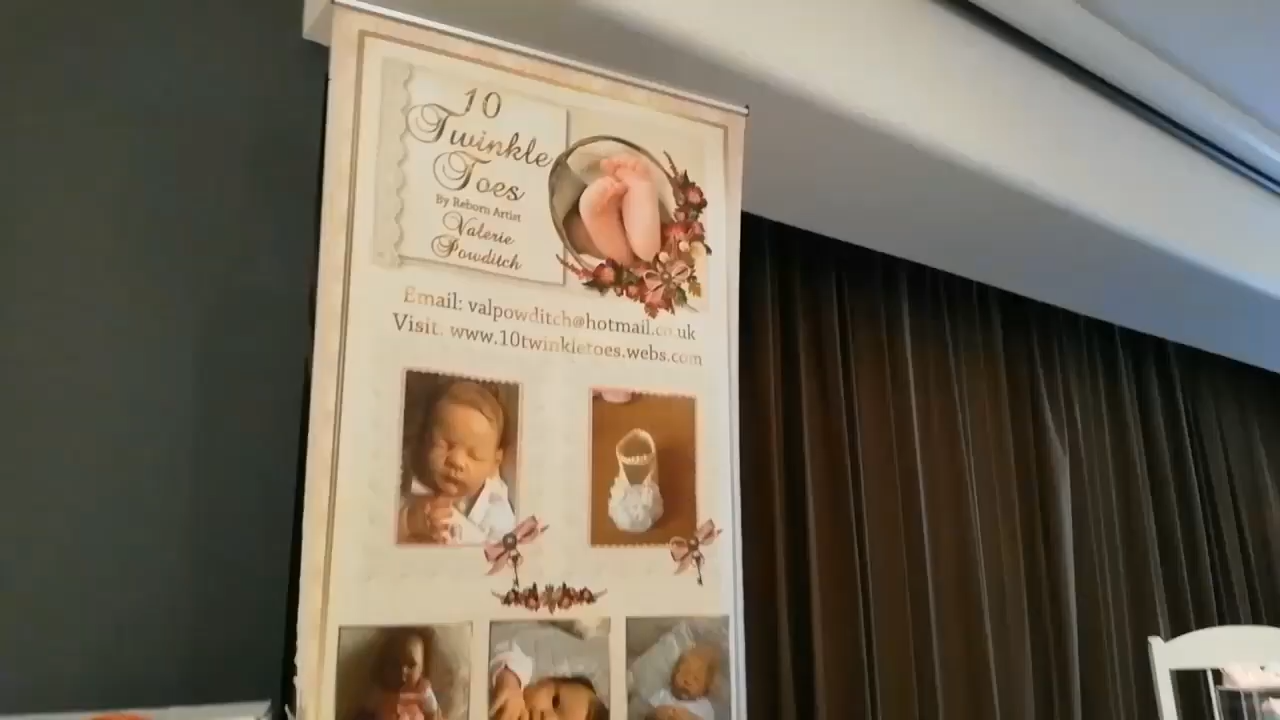 10
Twinkle
Toes
By Reborn Artist
Valerie
Powditch
Email: valpowditch@hotmail.co.uk
Visit: www.10twinkletoes.webs.com